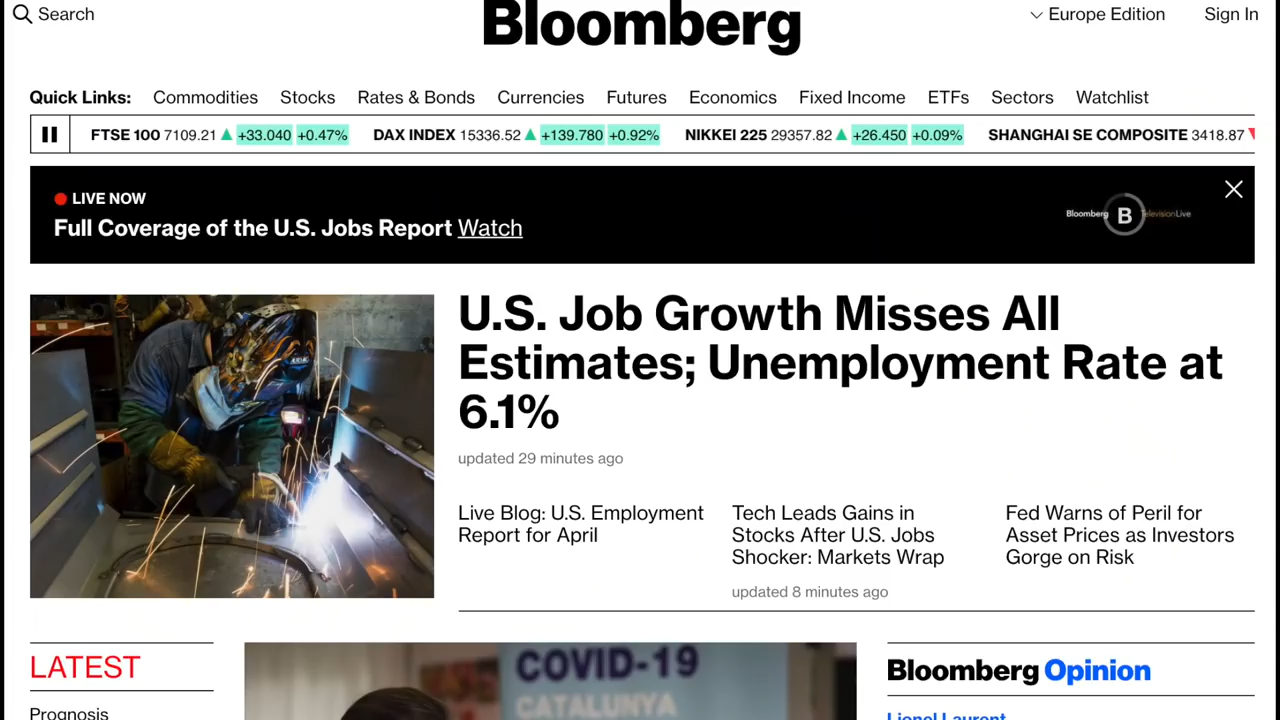 Search
Bloomberg
Europe Edition
Sign In
Quick Links: Commodities Stocks Rates & Bonds Currencies Futures Economics Fixed Income ETFs Sectors Watchlist
FTSE 100 7109.21 +33.040 +0.47% DAX INDEX 15336.52 +139.780 +0.92% NIKKEI 225 29357.82 +26.450 +0.09% SHANGHAI SE COMPOSITE 3418.87
LIVE NOW
Full Coverage of the U.S. Jobs Report Watch
Bloomberg B TelevisionLive
U.S. Job Growth Misses All
Estimates; Unemployment Rate at
6.1%
updated 29 minutes ago
Live Blog: U.S. Employment
Report for April
Tech Leads Gains in
Stocks After U.S. Jobs
Shocker: Markets Wrap
updated 8 minutes ago
Fed Warns of Peril for
Asset Prices as Investors
Gorge on Risk
LATEST
Prognosis
COVID-19
CATALUNYA
Bloomberg Opinion
Lionel Laurent